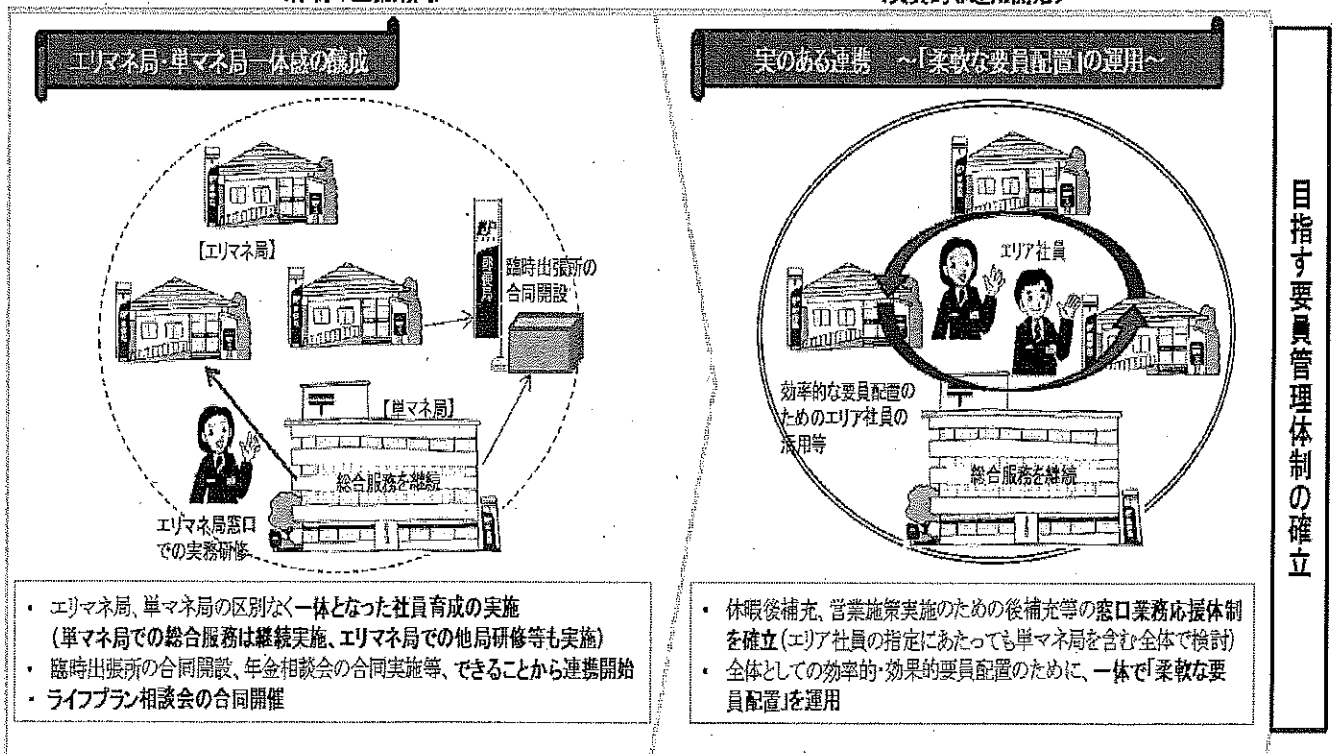 エリマネ局・単マネ局一体感の醸成
【エリマネ局】
臨時出張所の
合同開設
【単マネ局】
総合服務を継続
エリマネ局窓口
での実務研修
・ エリマネ局、単マネ局の区別なく一体となった社員育成の実施
(単マネ局での総合服務は継続実施、エリマネ局での他局研修等も実施)
・ 臨時出張所の合同開設、年金相談会の合同実施等、できることから連携開始
・ ライフプラン相談会の合同開催
実のある連携 ～「柔軟な要員配置」の運用～
エリア社員
効率的な要員配置の
ためのエリア社員の
活用等
総合服務を継続
・ 休暇後補充、営業施策実施のための後補充等の窓口業務応援体制
を確立(エリア社員の指定にあたっても単マネ局を含む全体で検討)
・ 全体としての効率的・効果的要員配置のために、一体で「柔軟な要
員配置」を運用
目指す要員管理体制の確立